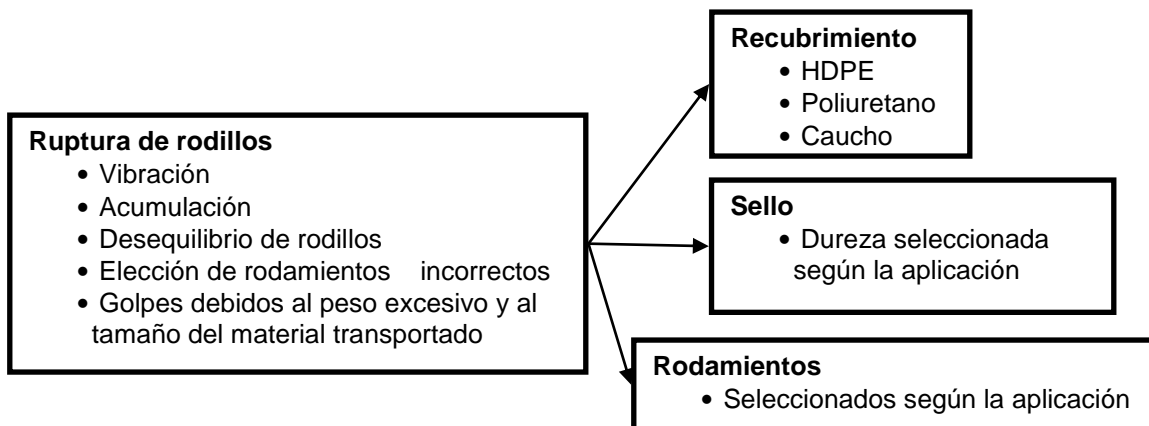 Ruptura de rodillos
• Vibración
• Acumulación
• Desequilibrio de rodillos
• Elección de rodamientos incorrectos
• Golpes debidos al peso excesivo y al
tamaño del material transportado
Recubrimiento
• HDPE
• Poliuretano
• Caucho
Sello
• Dureza seleccionada
según la aplicación
Rodamientos
• Seleccionados según la aplicación